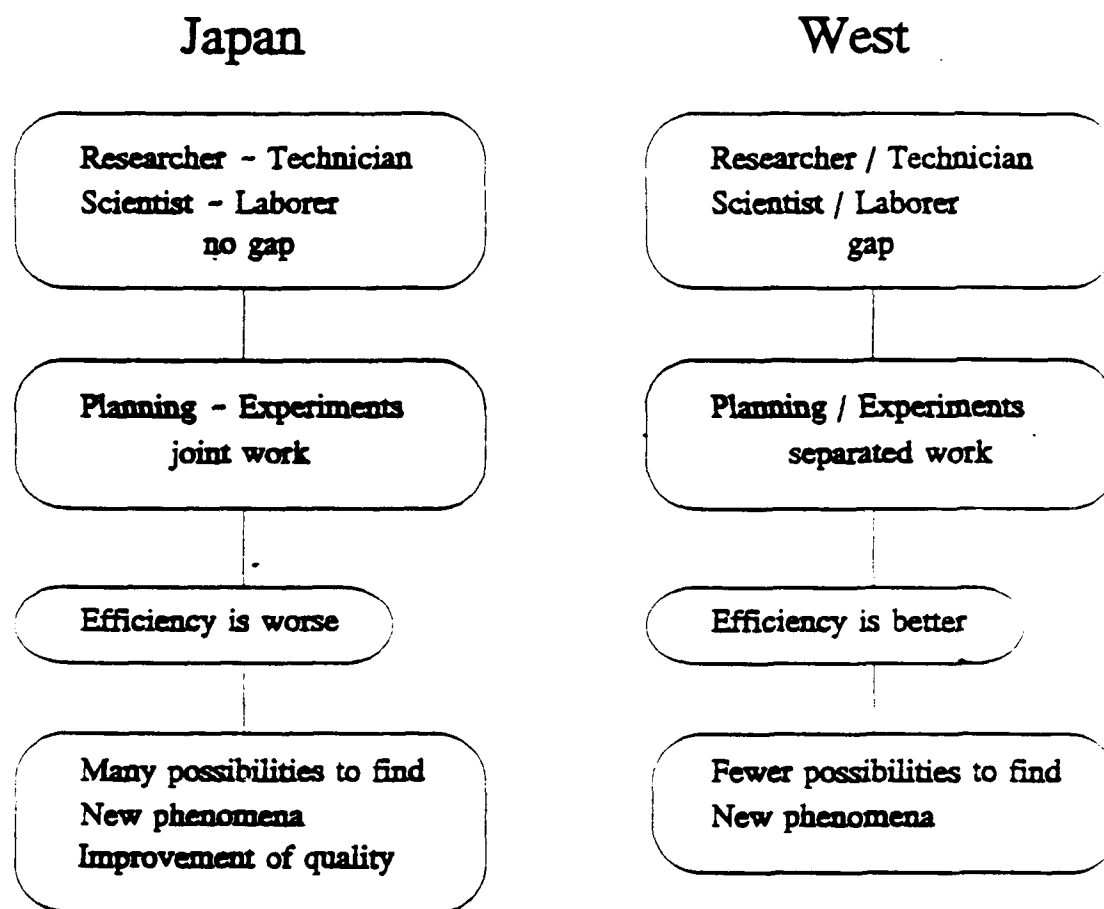 Japan
Researcher - Technician
Scientist - Laborer
no gap
Planning - Experiments
joint work
Efficiency is worse
Many possibilities to find
New phenomena
Improvement of quality
West
Researcher / Technician
Scientist / Laborer
gap
Planning / Experiments
separated work
Efficiency is better
Fewer possibilities to find
New phenomena